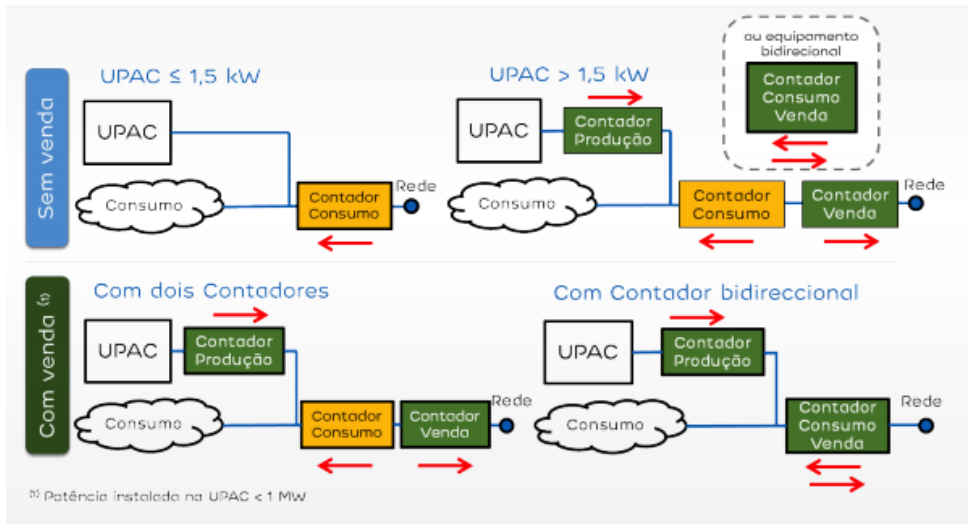 Sem venda
UPAC ≤ 1,5 kW
UPAC
Consumo
Contador
Consumo
Rede
UPAC > 1,5 kW
UPAC
Contador
Produção
Consumo
ou equipamento
bidirecional
Contador
Consumo
Venda
Contador
Consumo
Contador
Venda
Rede
Com venda (1)
Com dois Contadores
UPAC
Contador
Produção
Consumo
Contador
Consumo
Contador
Venda
Rede
Com Contador bidireccional
UPAC
Contador
Produção
Consumo
Contador
Consumo
Venda
Rede
(1) Potência instalada na UPAC < 1 MW